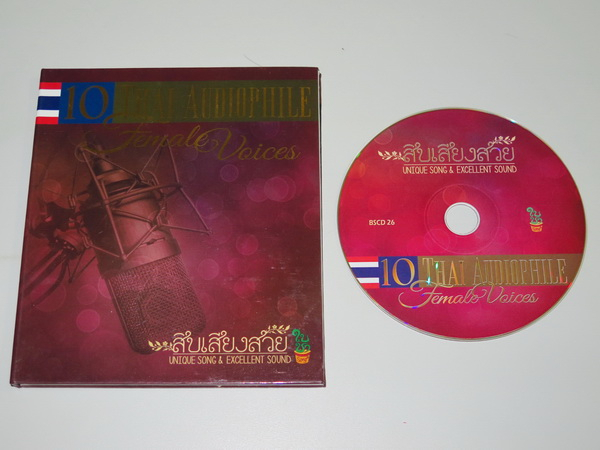 10 THAI AUDIOPHILE
Female Voices
สิบเสียงสวย
UNIQUE SONG & EXCELLENT SOUND
สิบเสียงสวย
UNIQUE SONG & EXCELLENT SOUND
BSCD 26
10 THAI AUDIOPHILE
Female Voices